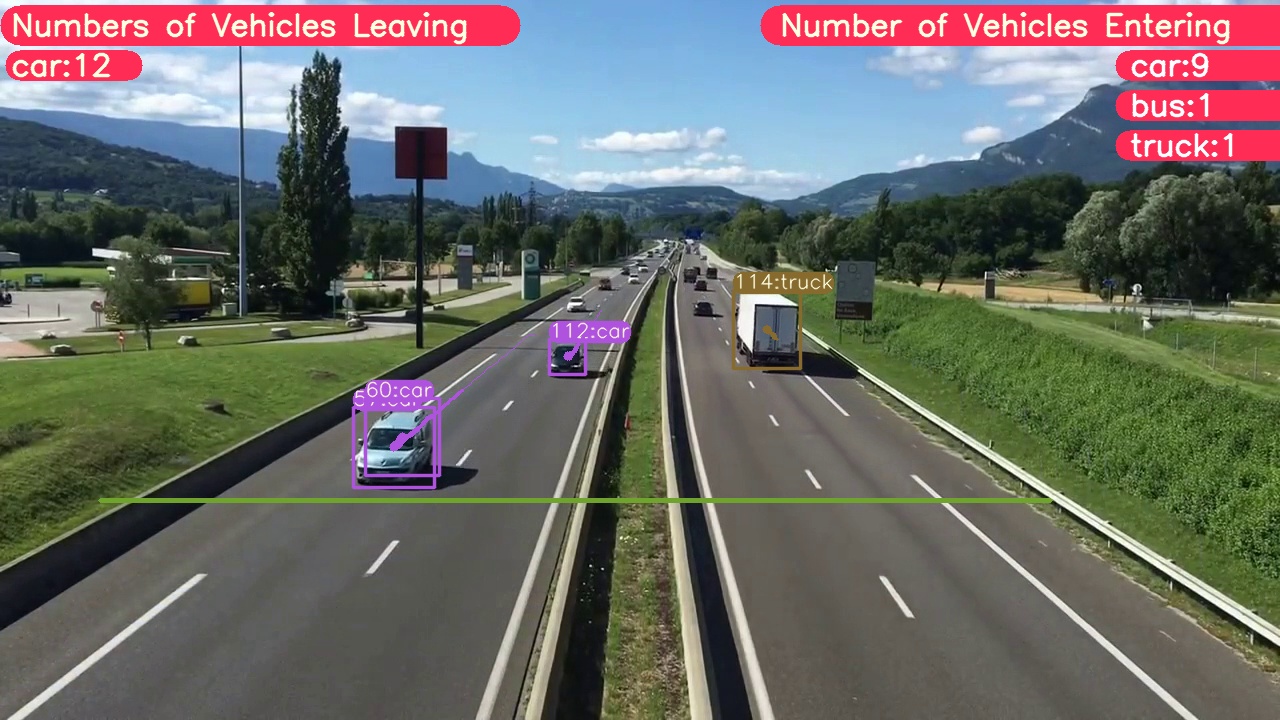 Numbers of Vehicles Leaving
Number of Vehicles Entering
car:12
car:9
bus:1
truck:1
114:truck
112:car
60:car